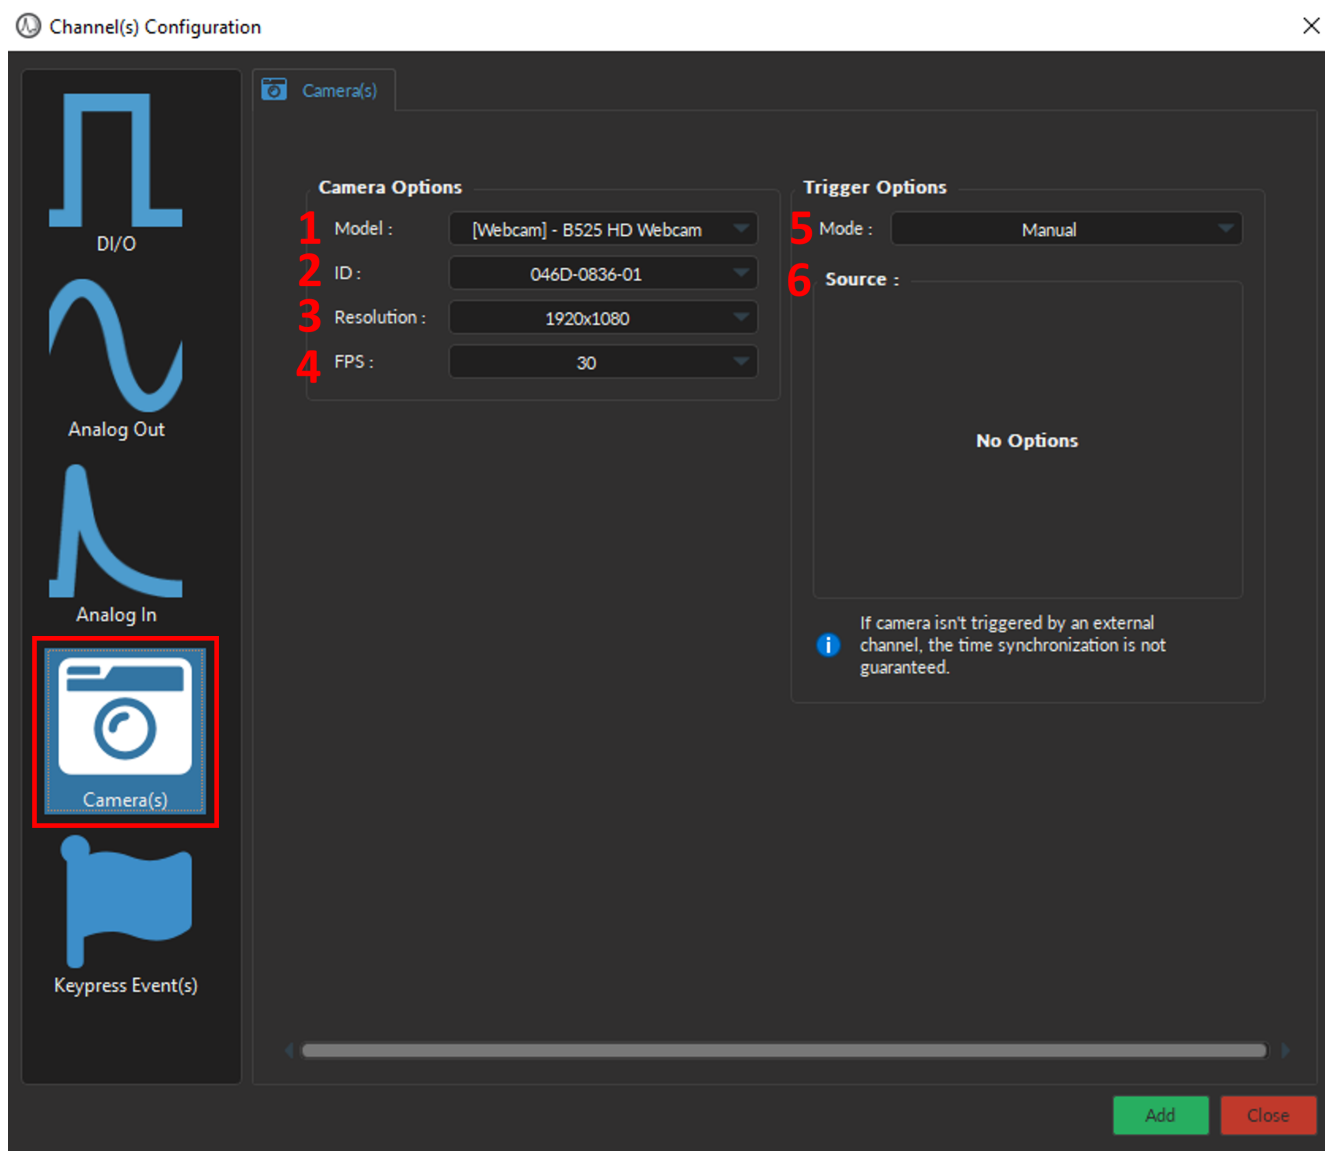 Channel(s) Configuration
DI/O
Analog Out
Analog In
Camera(s)
Keypress Event(s)
Camera(s)
Camera Options
1 Model : [Webcam] - B525 HD Webcam
2 ID : 046D-0836-01
3 Resolution : 1920x1080
4 FPS : 30
Trigger Options
5 Mode : Manual
6 Source :
No Options
If camera isn't triggered by an external
channel, the time synchronization is not
guaranteed.
Add
Close